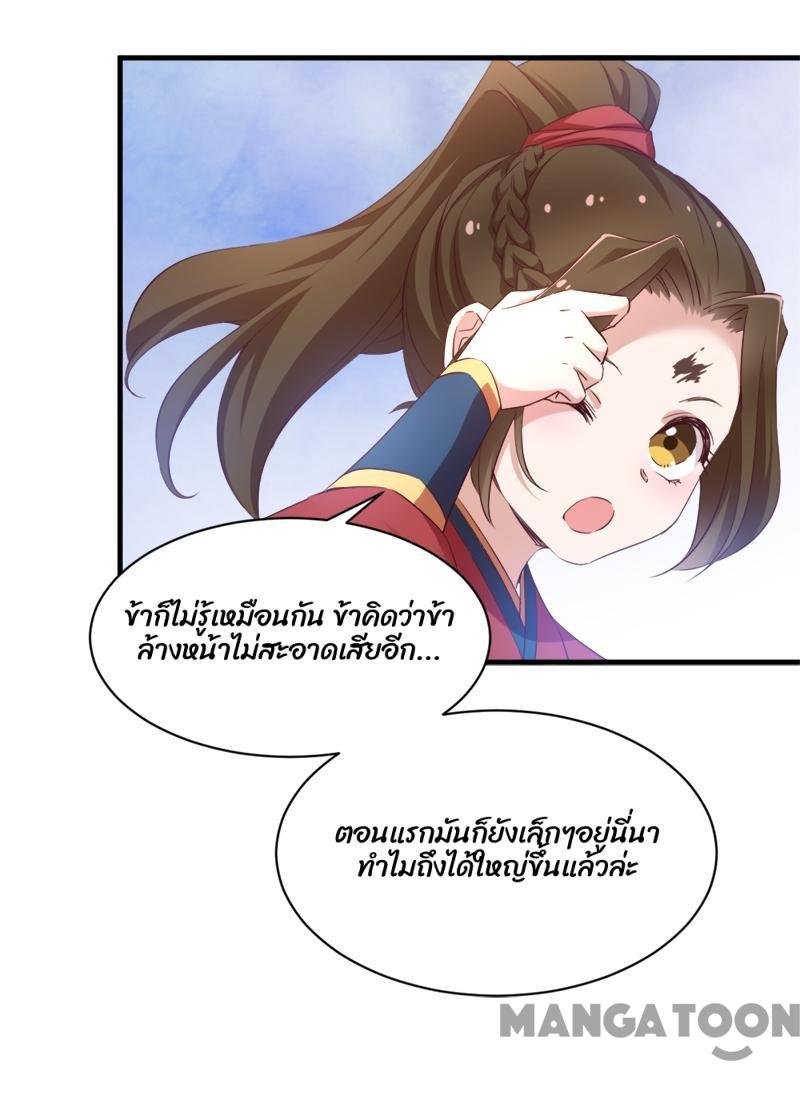 ข้าก็ไม่รู้เหมือนกัน ข้าคิดว่าข้า
ล้างหน้าไม่สะอาดเสียอีก...
ตอนแรกมันก็ยังเล็กๆอยู่นี่นา
ทำไมถึงได้ใหญ่ขึ้นแล้วล่ะ
MANGATOON